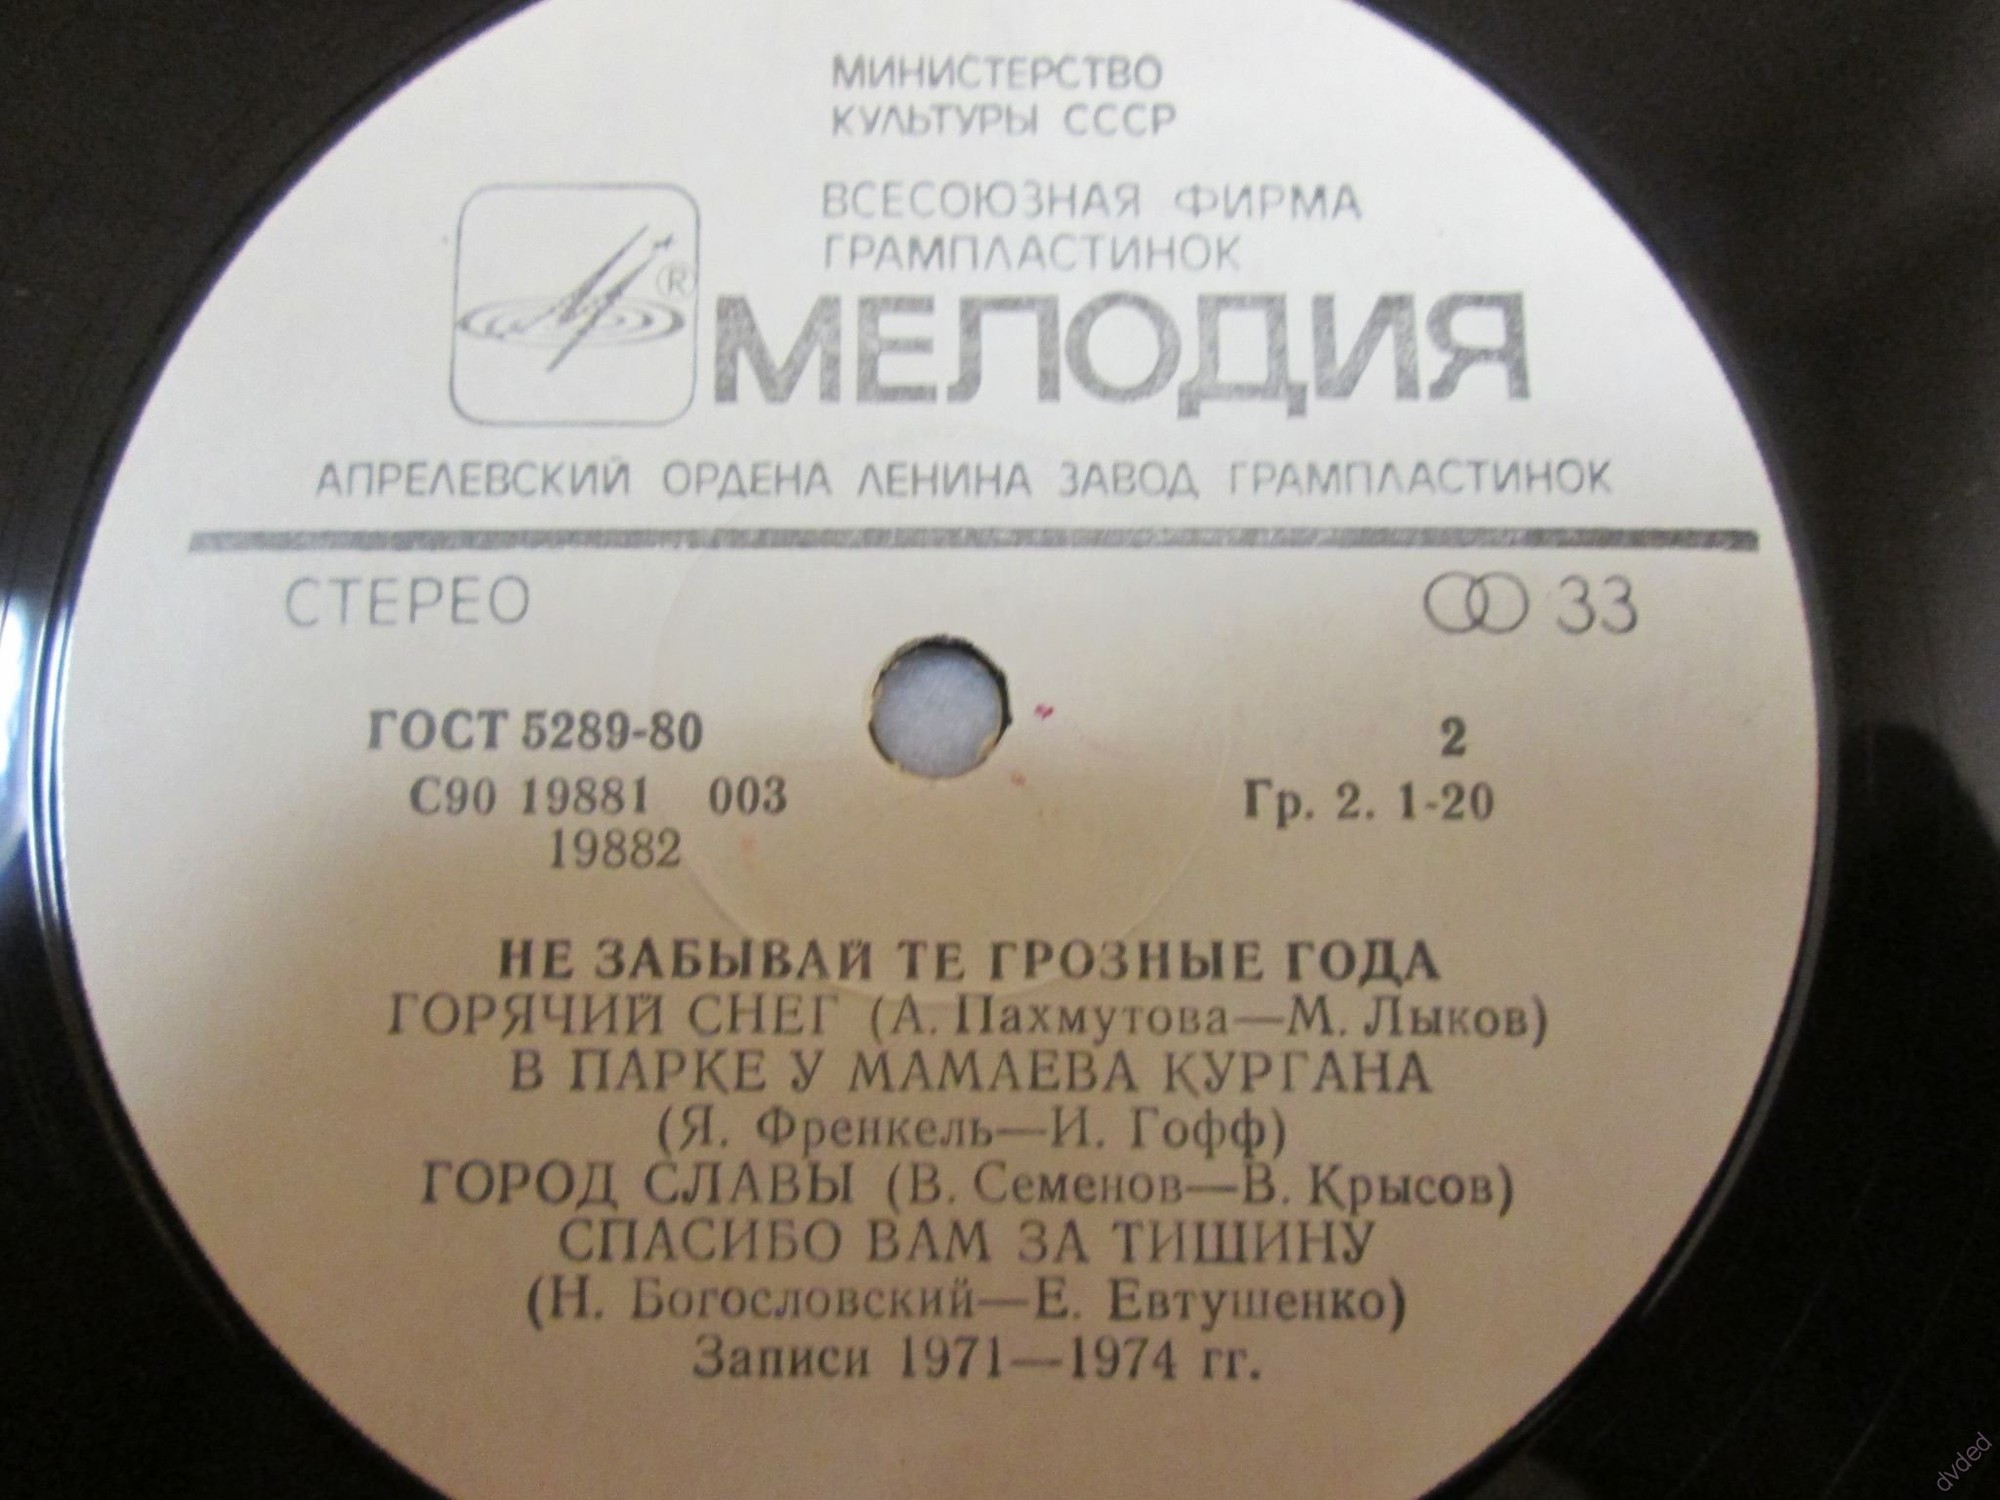 МИНИСТЕРСТВО
КУЛЬТУРЫ СССР
ВСЕСОЮЗНАЯ ФИРМА
ГРАМПЛАСТИНОК
®
МЕЛОДИЯ
АПРЕЛЕВСКИЙ ОРДЕНА ЛЕНИНА ЗАВОД ГРАМПЛАСТИНОК
СТЕРЕО 33
ГОСТ 5289-80 2
С90 19881 003 Гр. 2. 1-20
19882
НЕ ЗАБЫВАЙ ТЕ ГРОЗНЫЕ ГОДА
ГОРЯЧИЙ СНЕГ (А. Пахмутова—М. Лыков)
В ПАРКЕ У МАМАЕВА КУРГАНА
(Я. Френкель—И. Гофф)
ГОРОД СЛАВЫ (В. Семенов—В. Крысов)
СПАСИБО ВАМ ЗА ТИШИНУ
(Н. Богословский—Е. Евтушенко)
Записи 1971—1974 гг.
dvded